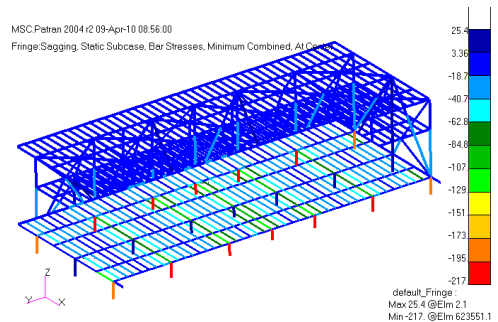 MSC.Patran 2004 r2 09-Apr-10 08:56:00
Fringe:Sagging, Static Subcase, Bar Stresses, Minimum Combined, At Center
25.4
3.36
-18.7
-40.7
-62.8
-84.8
-107.
-129.
-151.
-173.
-195.
-217.
default_Fringe :
Max 25.4 @Elm 2.1
Min -217. @Elm 623551.1
Z
Y
X